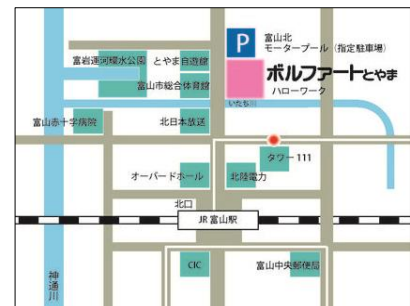 P
富山北
モータープール（指定駐車場）
富岩運河環水公園
とやま自遊館
ボルファートとやま
富山市総合体育館
ハローワーク
いたち川
富山赤十字病院
北日本放送
タワー111
オーバードホール
北陸電力
北口
JR 富山駅
神通川
CIC
富山中央郵便局